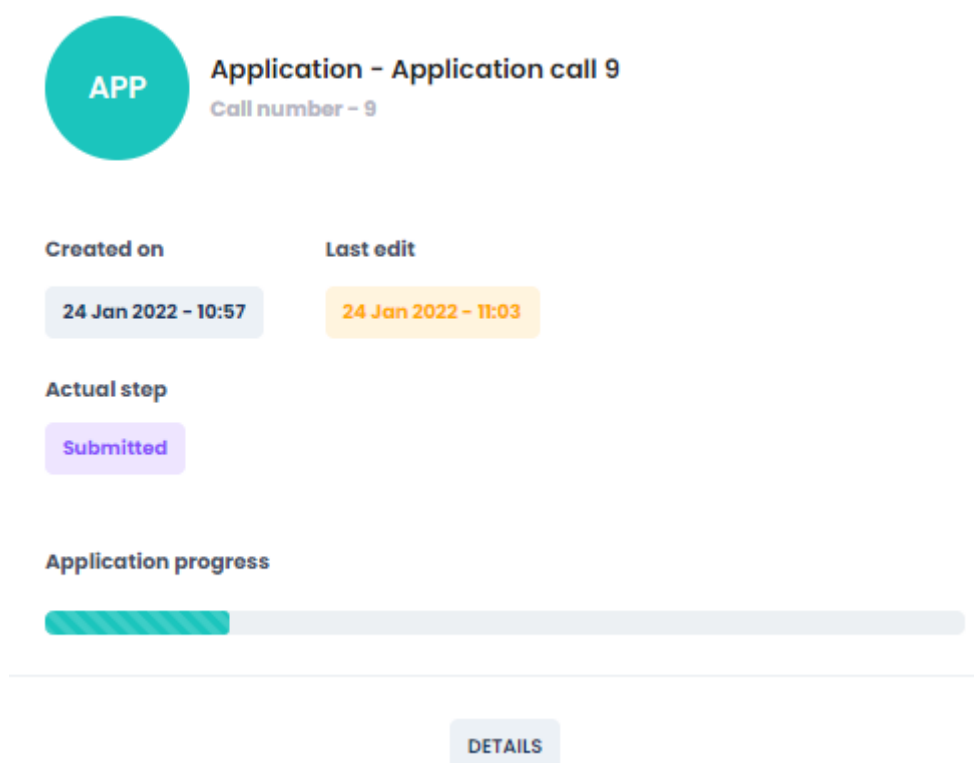 APP
Application - Application call 9
Call number - 9
Created on
Last edit
24 Jan 2022 - 10:57
24 Jan 2022 - 11:03
Actual step
Submitted
Application progress
DETAILS